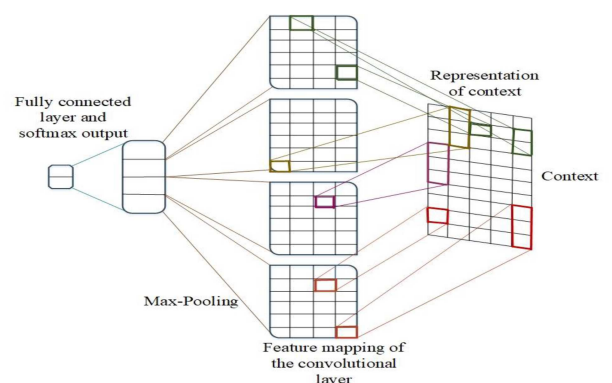 Fully connected
layer and
softmax output
Representation
of context
Context
Max-Pooling
Feature mapping of
the convolutional
layer